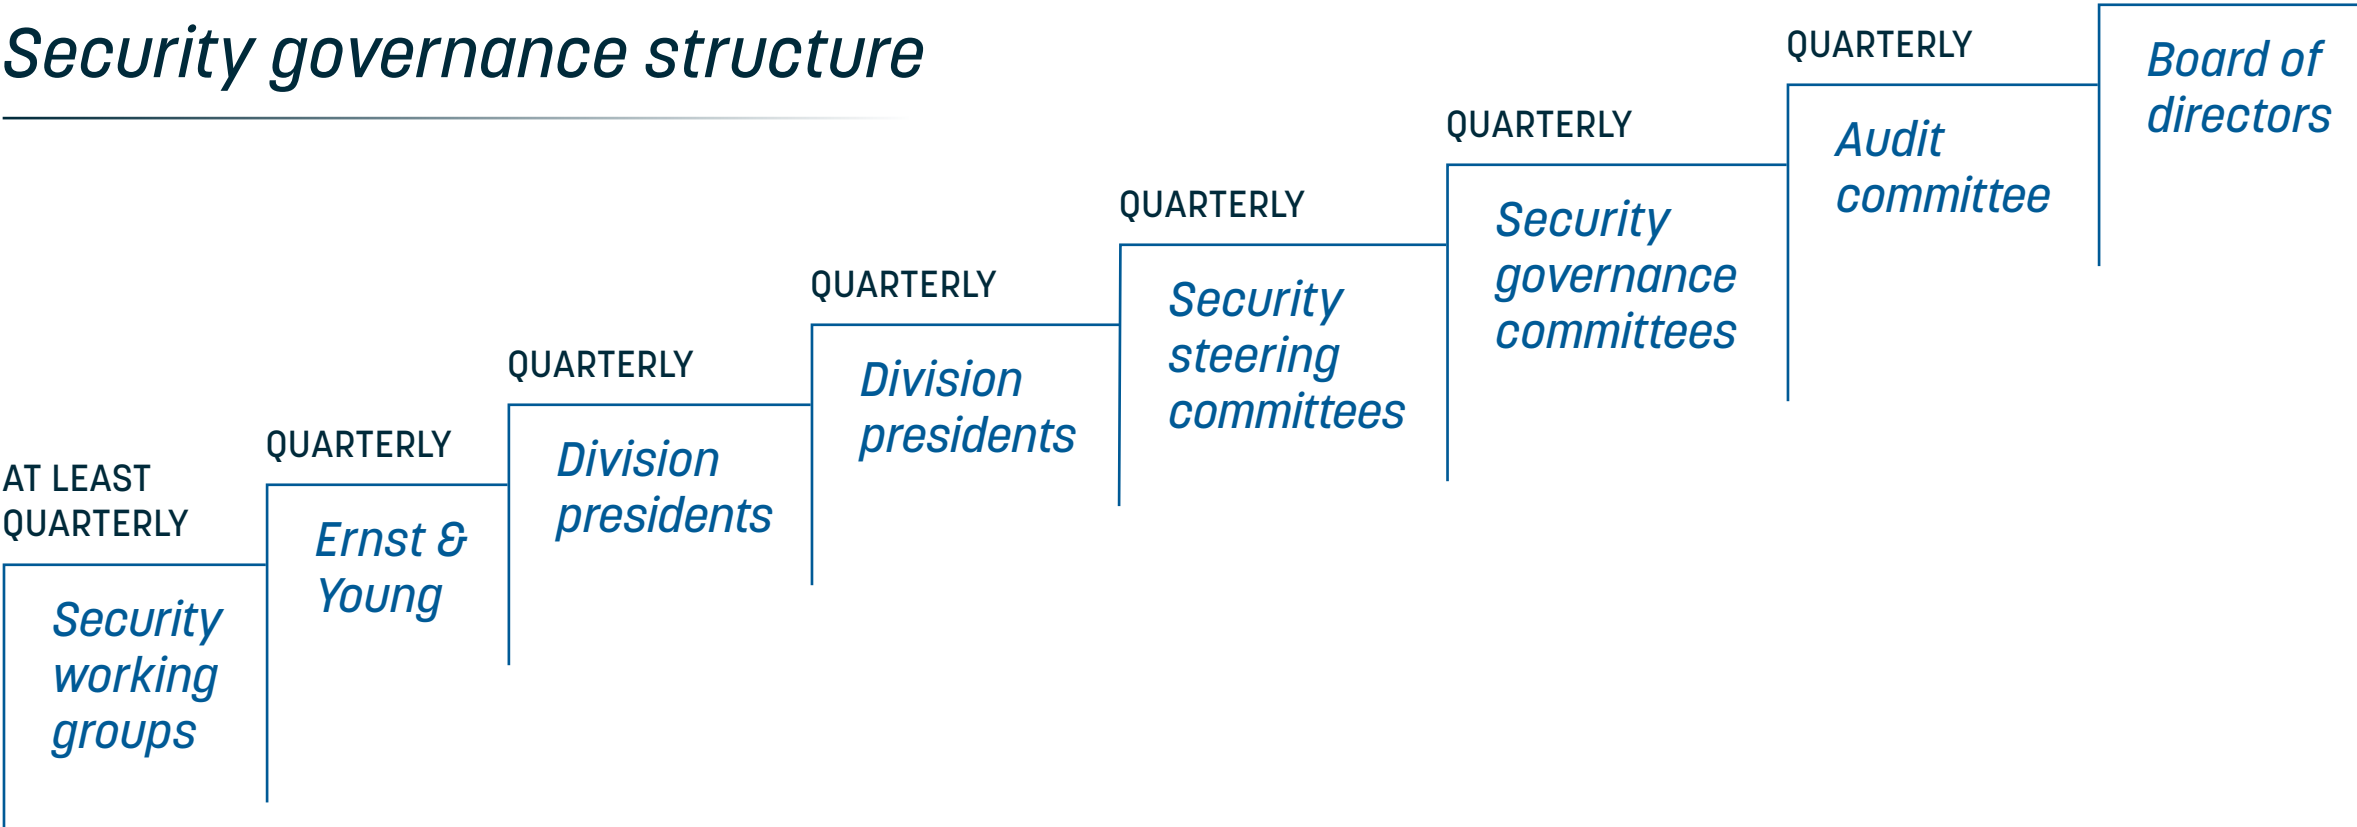 Security governance structure
AT LEAST
QUARTERLY
Security
working
groups
QUARTERLY
Ernst &
Young
QUARTERLY
Division
presidents
QUARTERLY
Division
presidents
QUARTERLY
Security
steering
committees
QUARTERLY
Security
governance
committees
QUARTERLY
Audit
committee
Board of
directors